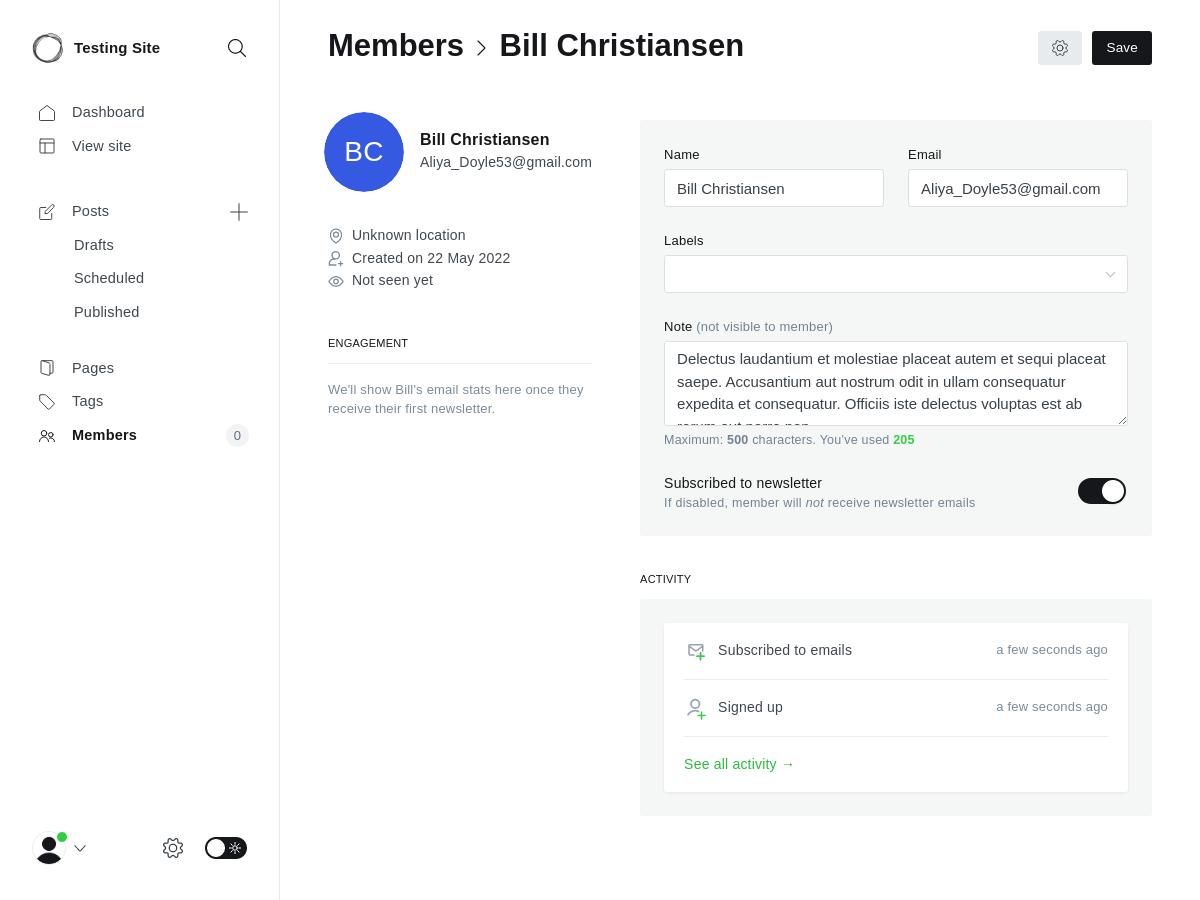 Testing Site
Dashboard
View site
Posts
Drafts
Scheduled
Published
Pages
Tags
Members
0
Members > Bill Christiansen
Save
BC
Bill Christiansen
Aliya_Doyle53@gmail.com
Unknown location
Created on 22 May 2022
Not seen yet
ENGAGEMENT
We'll show Bill's email stats here once they
receive their first newsletter.
Name
Email
Bill Christiansen
Aliya_Doyle53@gmail.com
Labels
Note (not visible to member)
Delectus laudantium et molestiae placeat autem et sequi placeat
saepe. Accusantium aut nostrum odit in ullam consequatur
expedita et consequatur. Officiis iste delectus voluptas est ab
Maximum: 500 characters. You’ve used 205
Subscribed to newsletter
If disabled, member will not receive newsletter emails
ACTIVITY
Subscribed to emails
a few seconds ago
Signed up
a few seconds ago
See all activity →